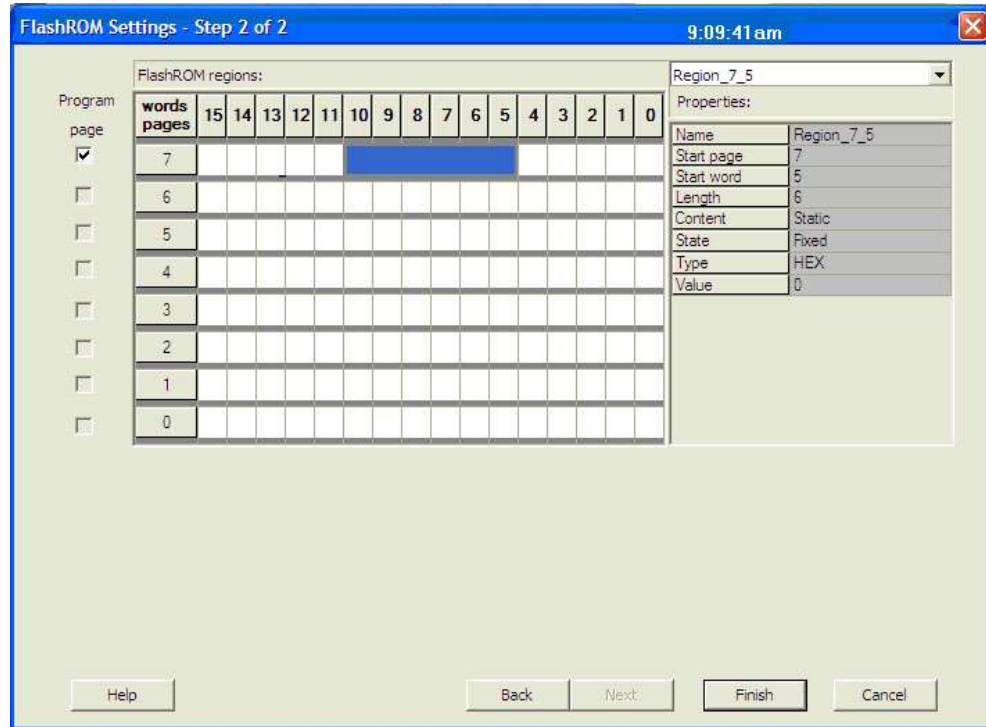 FlashROM Settings - Step 2 of 2
9:09:41am
FlashROM regions:
Region_7_5
Program page
words pages 15 14 13 12 11 10 9 8 7 6 5 4 3 2 1 0
Properties:
7
6
5
4
3
2
1
0
Name Region_7_5
Start page 7
Start word 5
Length 6
Content Static
State Fixed
Type HEX
Value 0
Help Back Next Finish Cancel